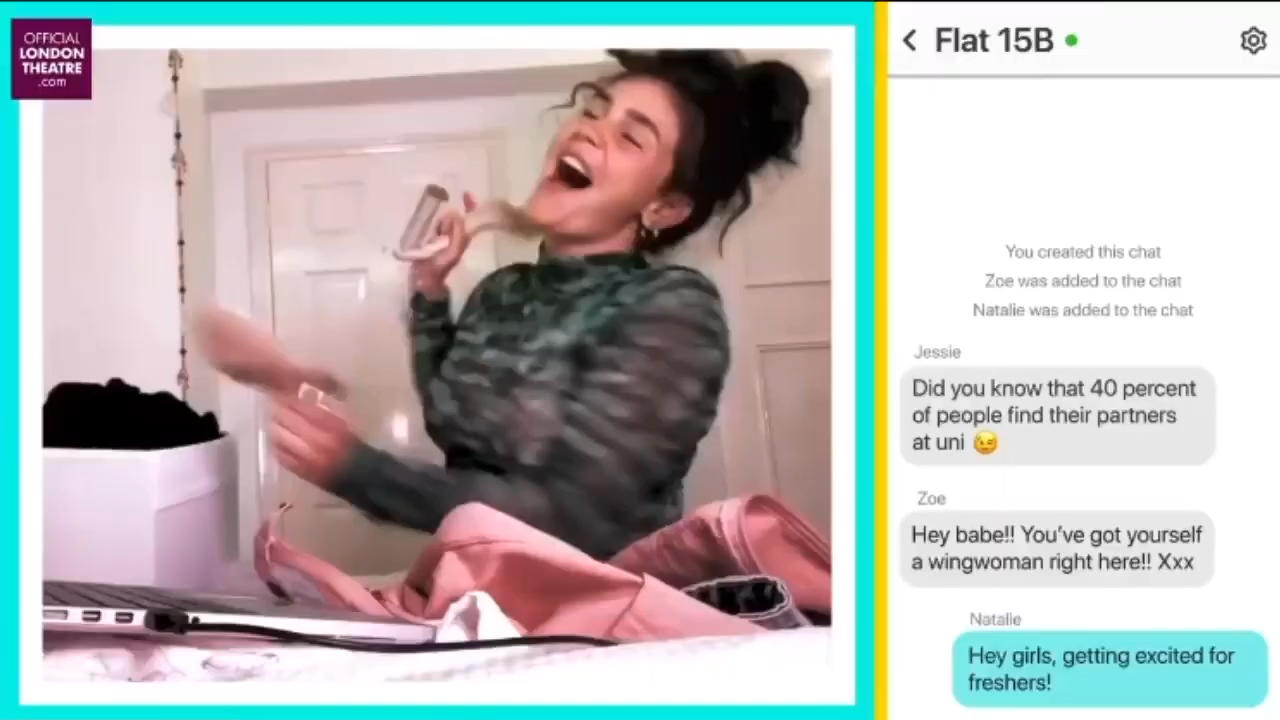 OFFICIAL
LONDON
THEATRE
.com
Flat 15B
You created this chat
Zoe was added to the chat
Natalie was added to the chat
Jessie
Did you know that 40 percent
of people find their partners
at uni 😉
Zoe
Hey babe!! You've got yourself
a wingwoman right here!! Xxx
Natalie
Hey girls, getting excited for
freshers!